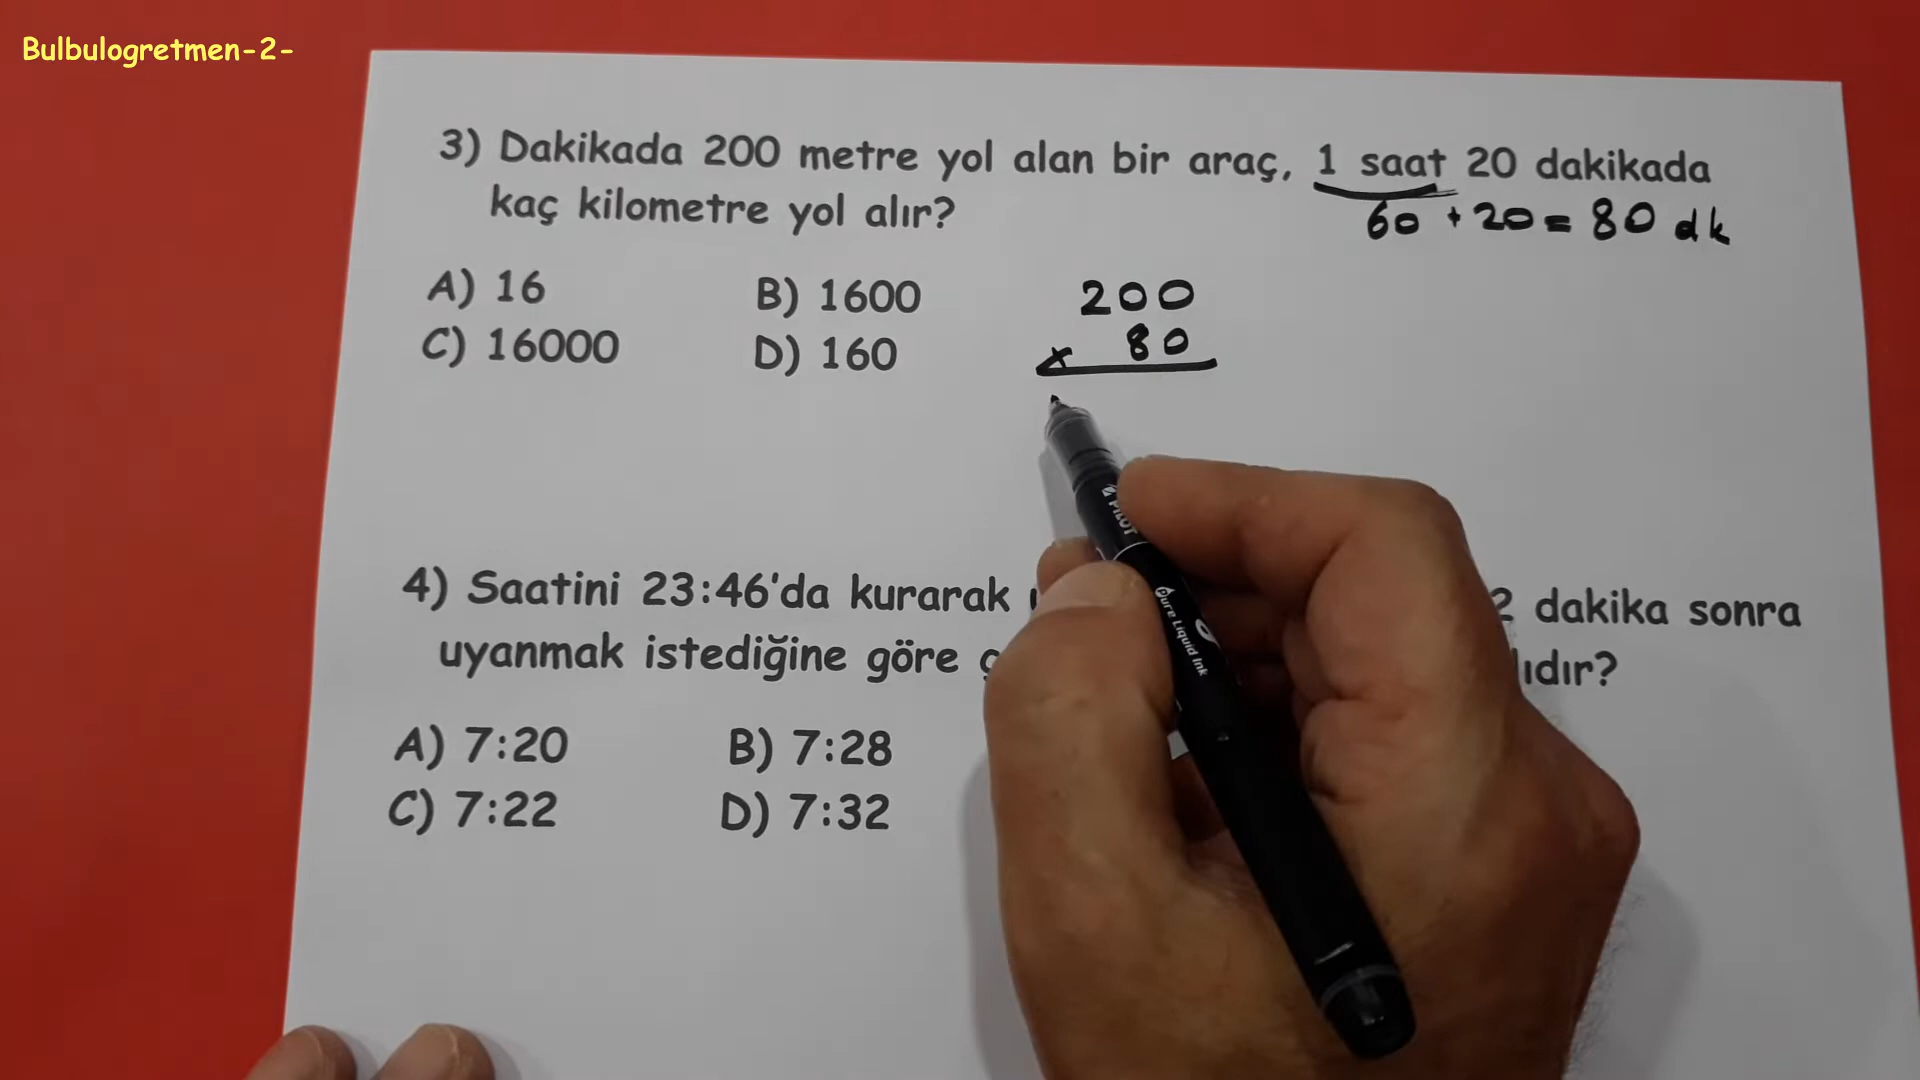 Bulbulogretmen-2-
3) Dakikada 200 metre yol alan bir araç, 1 saat 20 dakikada
kaç kilometre yol alır?
60 + 20 = 80 dk
A) 16 B) 1600
C) 16000 D) 160
200
x 80
4) Saatini 23:46'da kurarak 2 dakika sonra
uyanmak istediğine göre
A) 7:20 B) 7:28
C) 7:22 D) 7:32
PILOT
Pure Liquid Ink